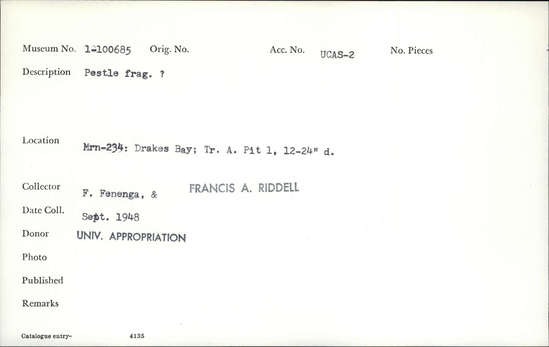 Museum No. 1-100685 Orig. No. Acc. No. UCAS-2 No. Pieces
Description Pestle frag. ?
Location Mrn-234: Drakes Bay; Tr. A. Pit 1, 12-24" d.
Collector F. Fenenga, & FRANCIS A. RIDDELL
Date Coll. Sept. 1948
Donor UNIV. APPROPRIATION
Photo
Published
Remarks
Catalogue entry- 4135